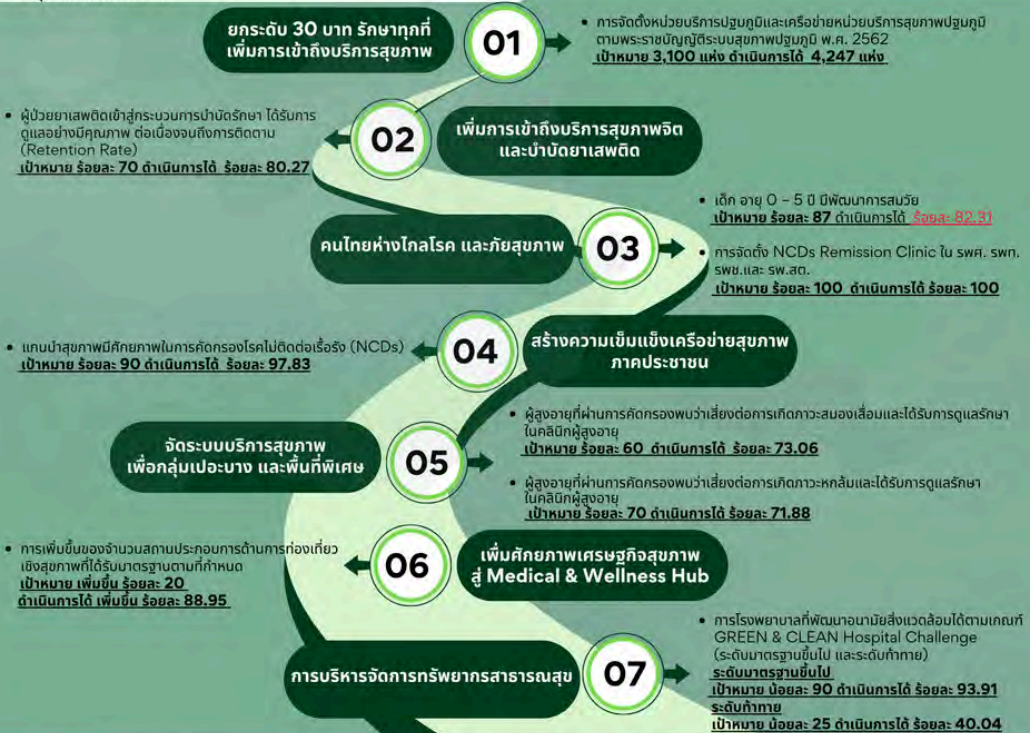 ยกระดับ 30 บาท รักษาทุกที่
เพิ่มการเข้าถึงบริการสุขภาพ
01
• การจัดตั้งหน่วยบริการปฐมภูมิและเครือข่ายหน่วยบริการสุขภาพปฐมภูมิ
ตามพระราชบัญญัติระบบสุขภาพปฐมภูมิ พ.ศ. 2562
เป้าหมาย 3,100 แห่ง ดำเนินการได้ 4,247 แห่ง
• ผู้ป่วยยาเสพติดเข้าสู่กระบวนการบำบัดรักษา ได้รับการ
ดูแลอย่างมีคุณภาพ ต่อเนื่องจนถึงการติดตาม
(Retention Rate)
เป้าหมาย ร้อยละ 70 ดำเนินการได้ ร้อยละ 80.27
02
เพิ่มการเข้าถึงบริการสุขภาพจิต
และบำบัดยาเสพติด
คนไทยห่างไกลโรค และภัยสุขภาพ
03
• เด็ก อายุ 0 – 5 ปี มีพัฒนาการสมวัย
เป้าหมาย ร้อยละ 87 ดำเนินการได้ ร้อยละ 82.31
• การจัดตั้ง NCDs Remission Clinic ใน รพศ. รพท.
รพช.และ รพ.สต.
เป้าหมาย ร้อยละ 100 ดำเนินการได้ ร้อยละ 100
• แกนนำสุขภาพมีศักยภาพในการคัดกรองโรคไม่ติดต่อเรื้อรัง (NCDs)
เป้าหมาย ร้อยละ 90 ดำเนินการได้ ร้อยละ 97.83
04
สร้างความเข็มแข็งเครือข่ายสุขภาพ
ภาคประชาชน
จัดระบบบริการสุขภาพ
เพื่อกลุ่มเปอะบาง และพื้นที่พิเศษ
05
• ผู้สูงอายุที่ผ่านการคัดกรองพบว่าเสี่ยงต่อการเกิดภาวะสมองเสื่อมและได้รับการดูแลรักษา
ในคลินิกผู้สูงอายุ
เป้าหมาย ร้อยละ 60 ดำเนินการได้ ร้อยละ 73.06
• ผู้สูงอายุที่ผ่านการคัดกรองพบว่าเสี่ยงต่อการเกิดภาวะหกล้มและได้รับการดูแลรักษา
ในคลินิกผู้สูงอายุ
เป้าหมาย ร้อยละ 70 ดำเนินการได้ ร้อยละ 71.88
• การเพิ่มขึ้นของจำนวนสถานประกอบการด้านการท่องเที่ยว
เชิงสุขภาพที่ได้รับมาตรฐานตามที่กำหนด
เป้าหมาย เพิ่มขึ้น ร้อยละ 20
ดำเนินการได้ เพิ่มขึ้น ร้อยละ 88.95
06
เพิ่มศักยภาพเศรษฐกิจสุขภาพ
สู่ Medical & Wellness Hub
การบริหารจัดการทรัพยากรสาธารณสุข
07
• การโรงพยาบาลที่พัฒนาอนามัยสิ่งแวดล้อมได้ตามเกณฑ์
GREEN & CLEAN Hospital Challenge
(ระดับมาตรฐานขึ้นไป และระดับท้าทาย)
ระดับมาตรฐานขึ้นไป
เป้าหมาย น้อยละ 90 ดำเนินการได้ ร้อยละ 93.91
ระดับท้าทาย
เป้าหมาย น้อยละ 25 ดำเนินการได้ ร้อยละ 40.04